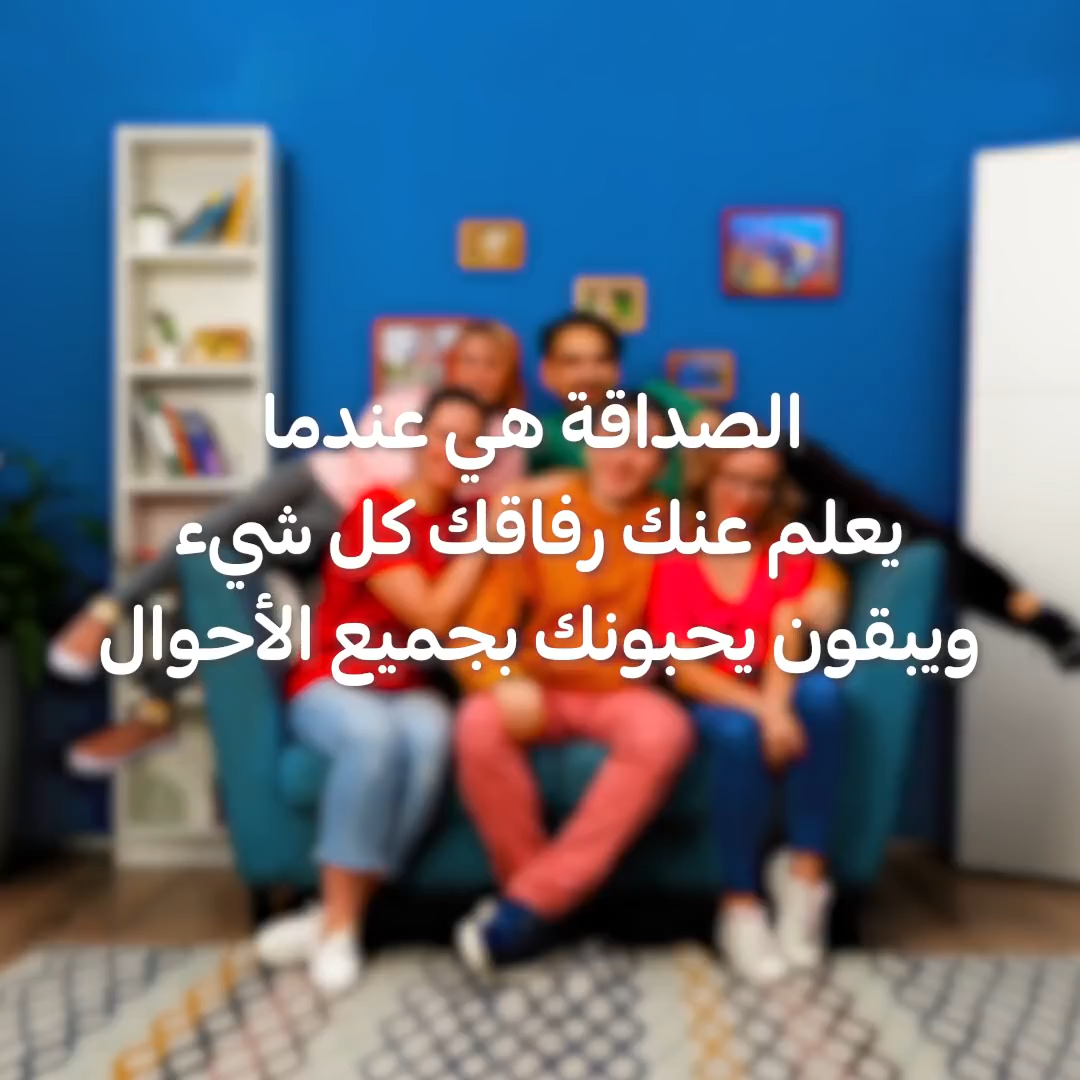 الصداقة هي عندما
يعلم عنك رفاقك كل شيء
ويبقون يحبونك بجميع الأحوال